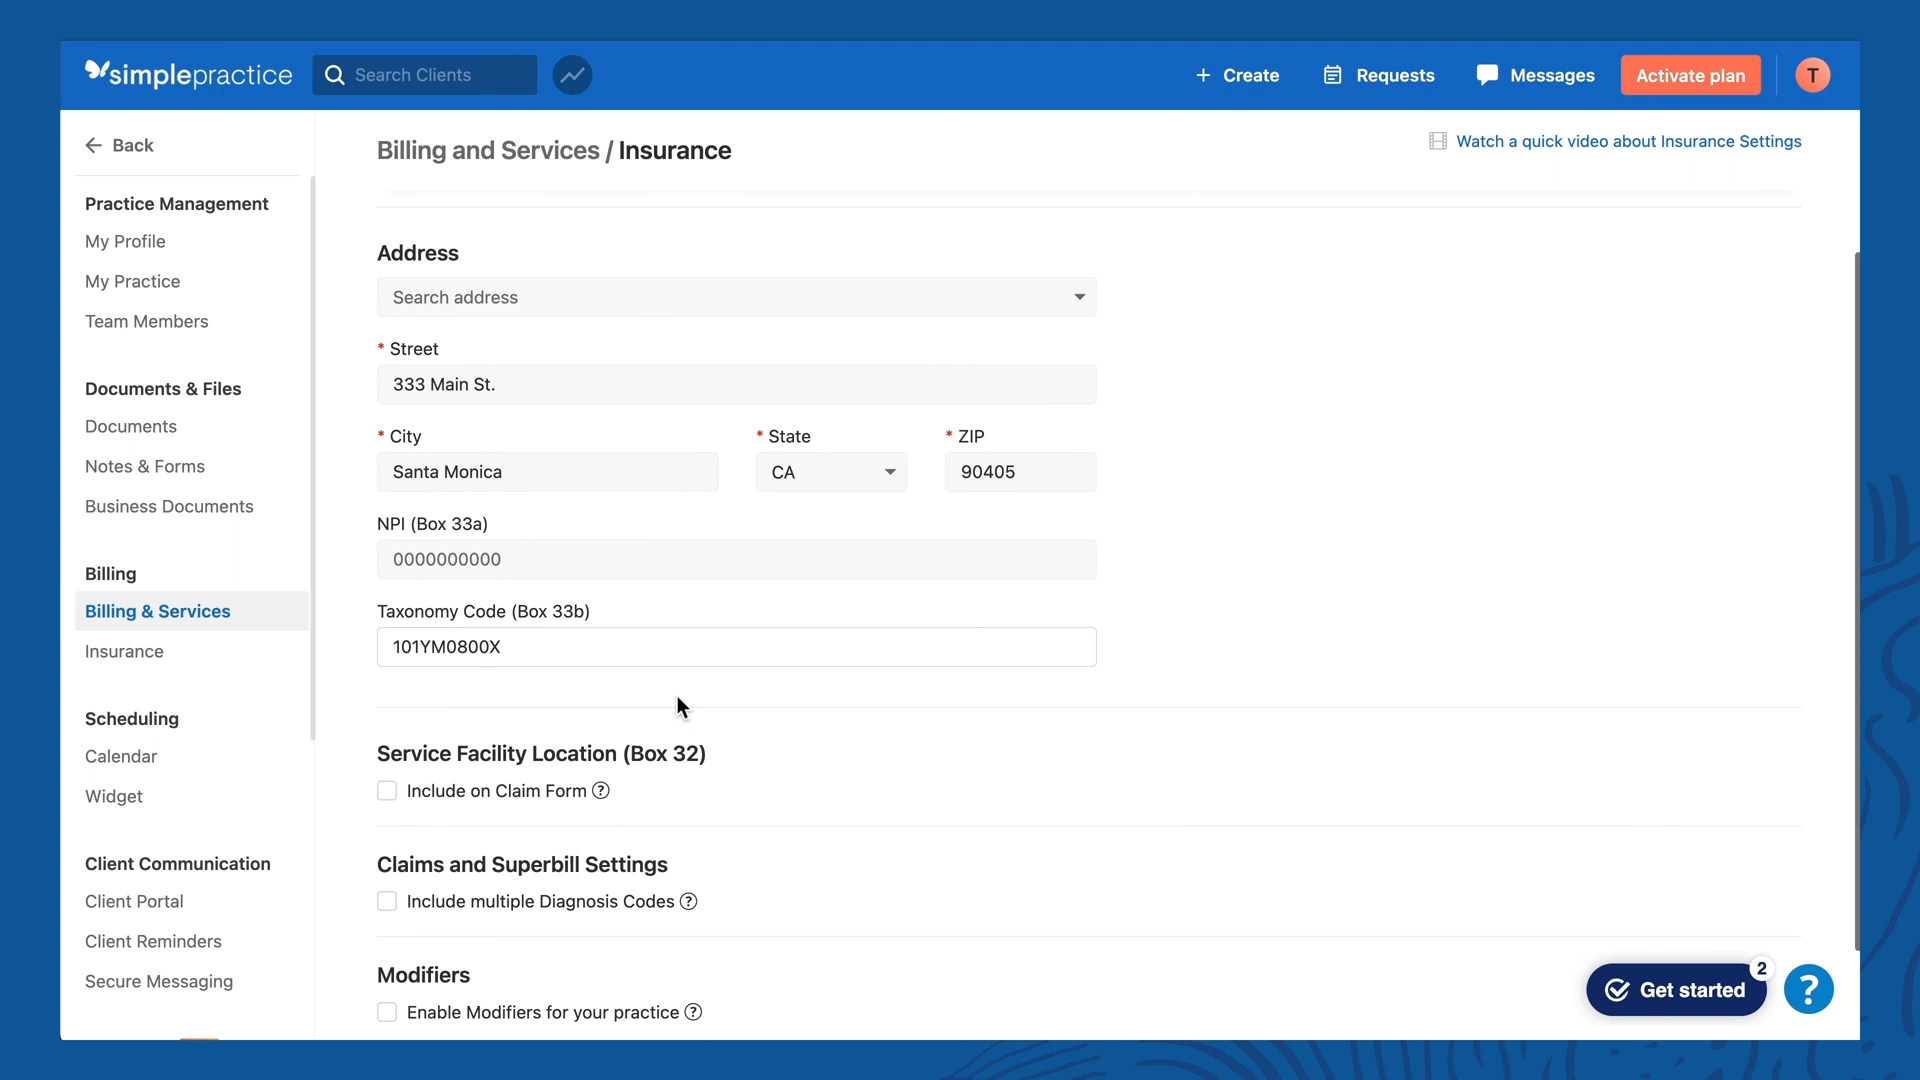 simplepractice
Search Clients
Create
Requests
Messages
Activate plan
T
Back
Practice Management
My Profile
My Practice
Team Members
Documents & Files
Documents
Notes & Forms
Business Documents
Billing
Billing & Services
Insurance
Scheduling
Calendar
Widget
Client Communication
Client Portal
Client Reminders
Secure Messaging
Billing and Services / Insurance
Watch a quick video about Insurance Settings
Address
Search address
* Street
333 Main St.
* City * State * ZIP
Santa Monica CA 90405
NPI (Box 33a)
0000000000
Taxonomy Code (Box 33b)
101YM0800X
Service Facility Location (Box 32)
Include on Claim Form ?
Claims and Superbill Settings
Include multiple Diagnosis Codes ?
Modifiers
Enable Modifiers for your practice ?
Get started
2
?